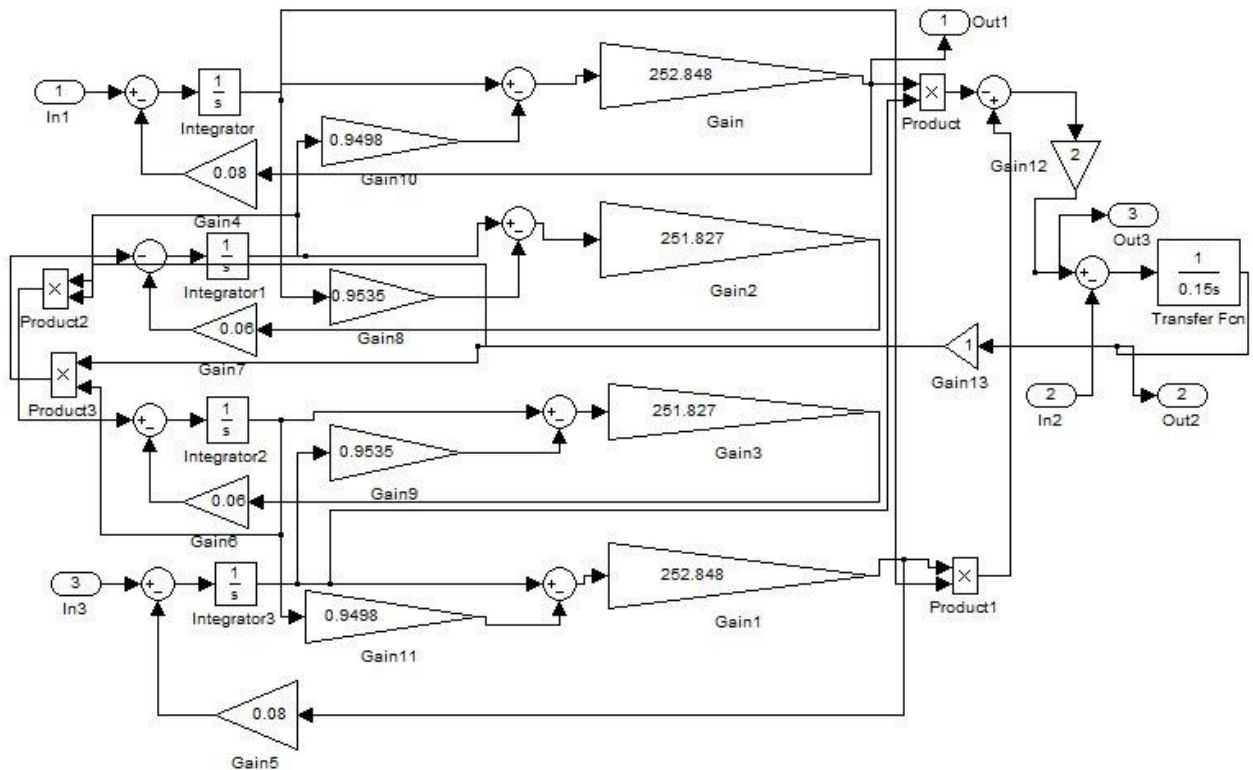 1
Out1
252.848
1
In1
1
s
Integrator
Gain
Product
0.9498
Gain10
0.08
Gain4
Gain12
2
3
Out3
1
s
Integrator1
251.827
Gain2
1
0.15s
Transfer Fcn
Product2
0.9535
Gain8
0.06
Gain7
1
Gain13
Product3
2
In2
2
Out2
1
s
Integrator2
251.827
Gain3
0.9535
Gain9
0.06
Gain6
3
In3
1
s
Integrator3
252.848
Gain1
Product1
0.9498
Gain11
0.08
Gain5